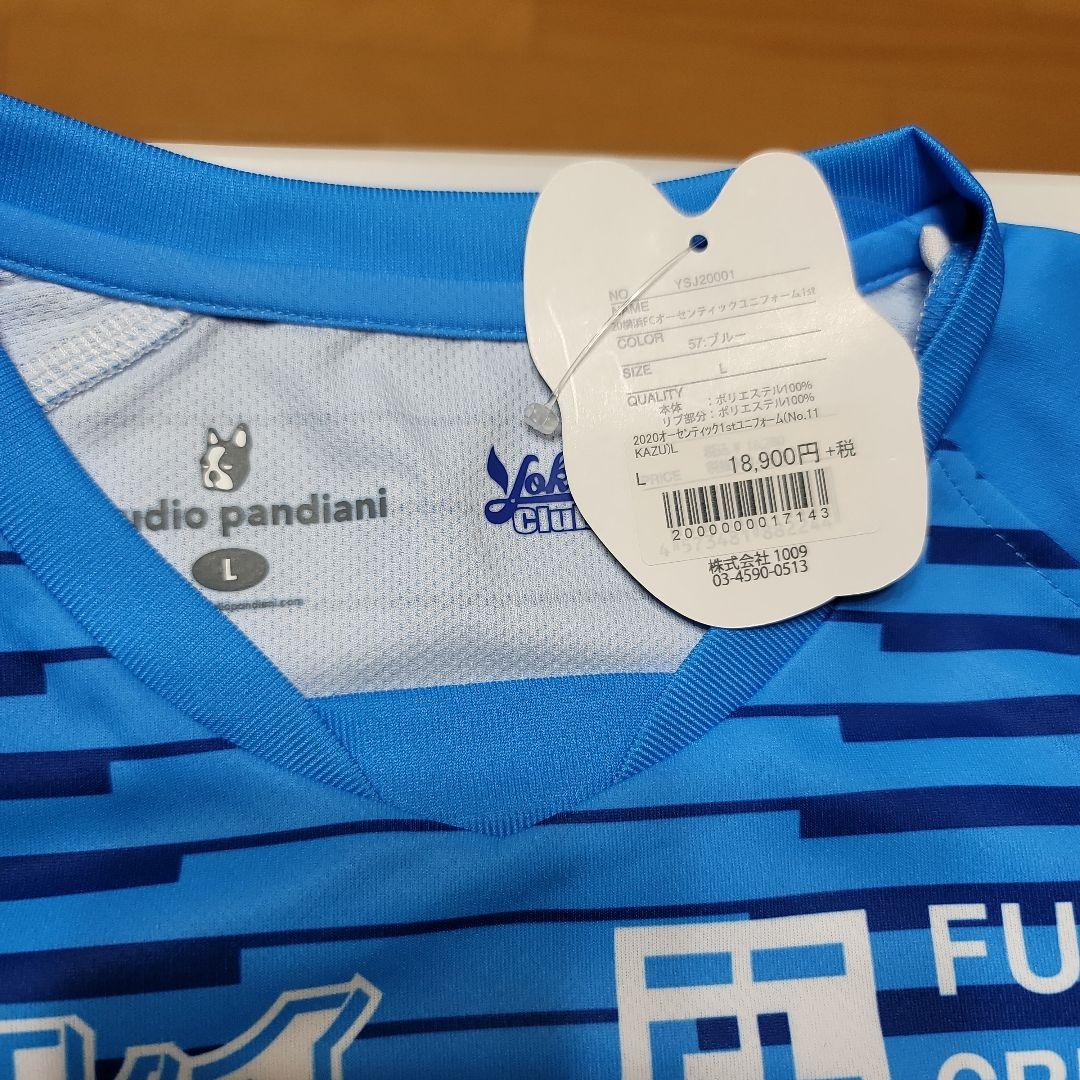 NO YSJ20001
NAME
20横浜FCオーセンティックユニフォーム1st
COLOR 57:ブルー
SIZE L
QUALITY
本体 :ポリエステル100%
リブ部分:ポリエステル100%
2020オーセンティック1stユニフォーム(No.11
KAZU)L
L 18,900円+税
PRICE
2000000017143
株式会社 1009
03-4590-0513
udio pandiani
L
pandiani.com
Yok
Clu
FU